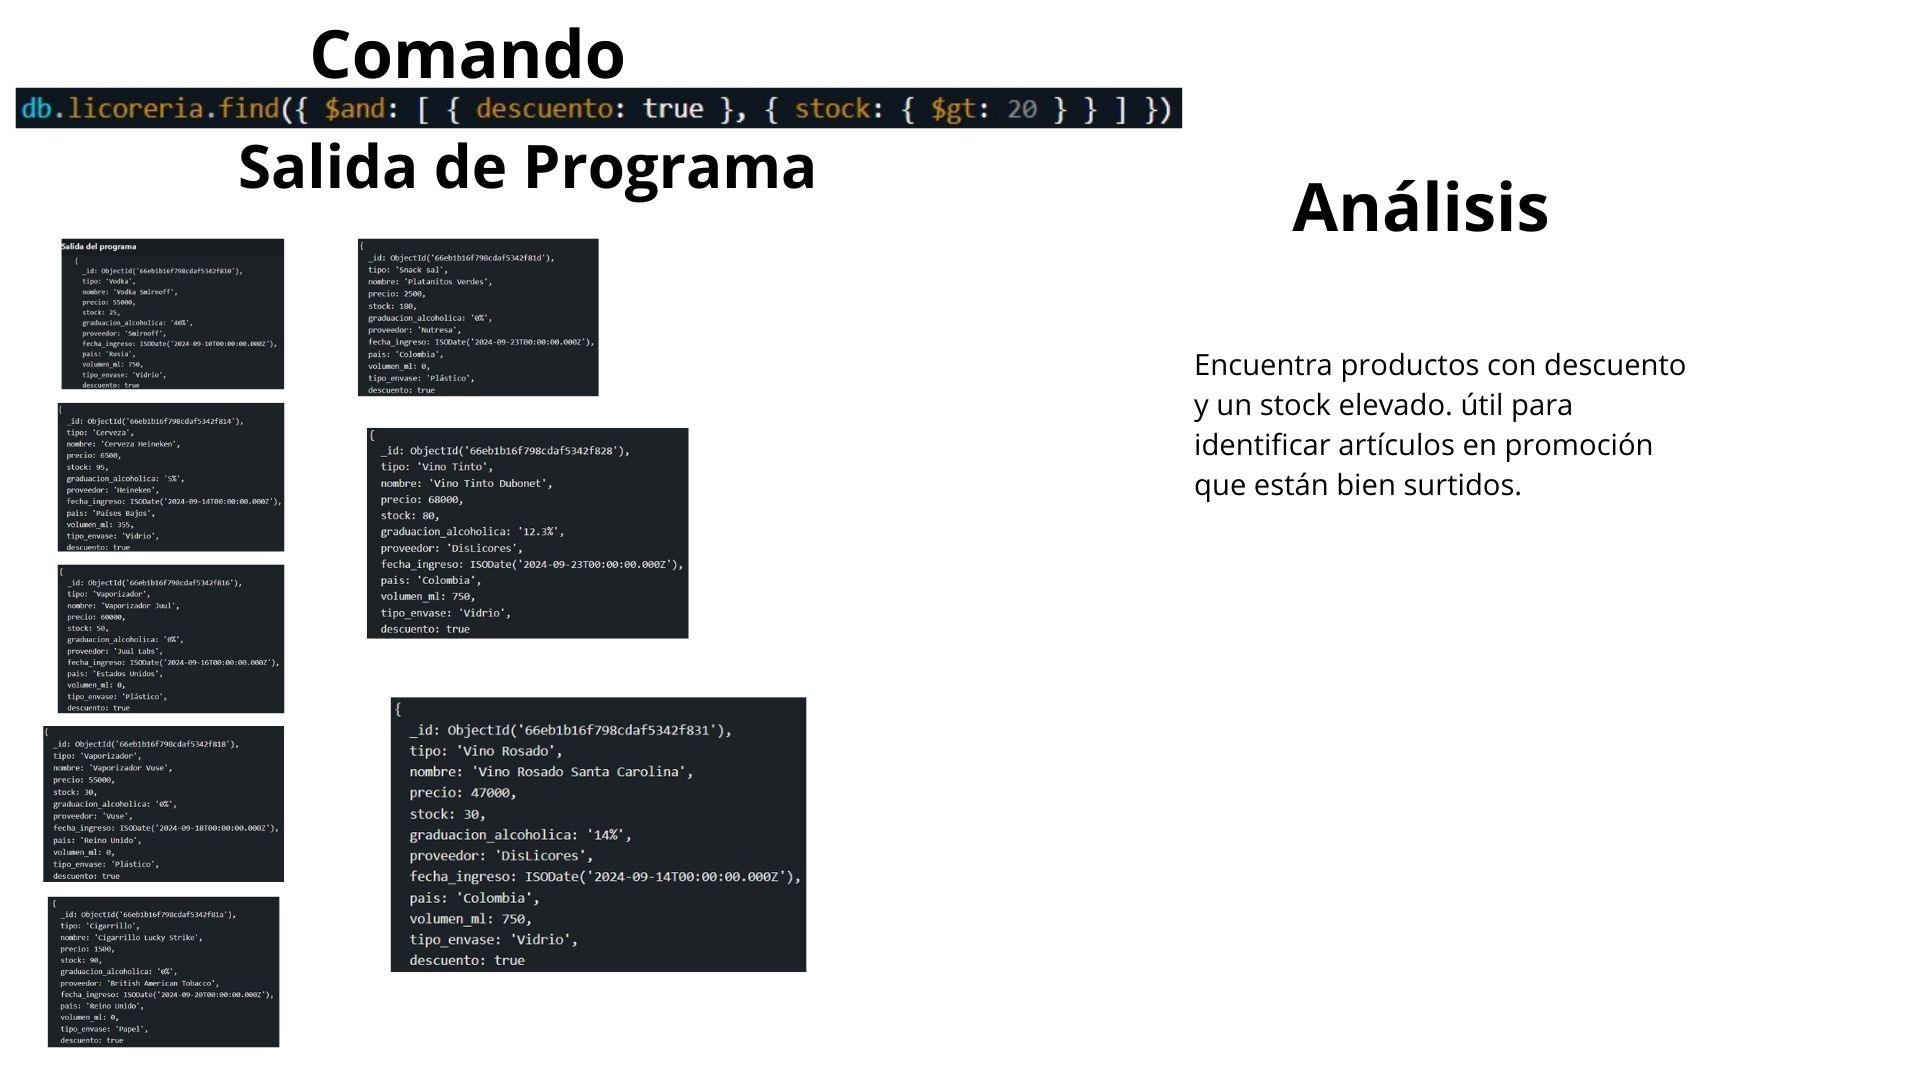 Comando
db.licoreria.find({ $and: [ { descuento: true }, { stock: { $gt: 20 } } ] })
Salida de Programa
Salida del programa
{
_id: ObjectId('66eb1b16f798cdaf5342f810'),
tipo: 'Vodka',
nombre: 'Vodka Smirnoff',
precio: 55000,
stock: 25,
graduacion_alcoholica: '40%',
proveedor: 'Smirnoff',
fecha_ingreso: ISODate('2024-09-10T00:00:00.000Z'),
pais: 'Rusia',
volumen_ml: 750,
tipo_envase: 'Vidrio',
descuento: true
{
_id: ObjectId('66eb1b16f798cdaf5342f814'),
tipo: 'Cerveza',
nombre: 'Cerveza Heineken',
precio: 6500,
stock: 95,
graduacion_alcoholica: '5%',
proveedor: 'Heineken',
fecha_ingreso: ISODate('2024-09-14T00:00:00.000Z'),
pais: 'Países Bajos',
volumen_ml: 355,
tipo_envase: 'Vidrio',
descuento: true
{
_id: ObjectId('66eb1b16f798cdaf5342f816'),
tipo: 'Vaporizador',
nombre: 'Vaporizador Juul',
precio: 60000,
stock: 50,
graduacion_alcoholica: '0%',
proveedor: 'Juul Labs',
fecha_ingreso: ISODate('2024-09-16T00:00:00.000Z'),
pais: 'Estados Unidos',
volumen_ml: 0,
tipo_envase: 'Plástico',
descuento: true
{
_id: ObjectId('66eb1b16f798cdaf5342f818'),
tipo: 'Vaporizador',
nombre: 'Vaporizador Vuse',
precio: 55000,
stock: 30,
graduacion_alcoholica: '0%',
proveedor: 'Vuse',
fecha_ingreso: ISODate('2024-09-18T00:00:00.000Z'),
pais: 'Reino Unido',
volumen_ml: 0,
tipo_envase: 'Plástico',
descuento: true
{
_id: ObjectId('66eb1b16f798cdaf5342f81a'),
tipo: 'Cigarrillo',
nombre: 'Cigarrillo Lucky Strike',
precio: 1500,
stock: 90,
graduacion_alcoholica: '0%',
proveedor: 'British American Tobacco',
fecha_ingreso: ISODate('2024-09-20T00:00:00.000Z'),
pais: 'Reino Unido',
volumen_ml: 0,
tipo_envase: 'Papel',
descuento: true
{
_id: ObjectId('66eb1b16f798cdaf5342f81d'),
tipo: 'Snack sal',
nombre: 'Platanitos Verdes',
precio: 2500,
stock: 180,
graduacion_alcoholica: '0%',
proveedor: 'Nutresa',
fecha_ingreso: ISODate('2024-09-23T00:00:00.000Z'),
pais: 'Colombia',
volumen_ml: 0,
tipo_envase: 'Plástico',
descuento: true
{
_id: ObjectId('66eb1b16f798cdaf5342f828'),
tipo: 'Vino Tinto',
nombre: 'Vino Tinto Dubonet',
precio: 68000,
stock: 80,
graduacion_alcoholica: '12.3%',
proveedor: 'DisLicores',
fecha_ingreso: ISODate('2024-09-23T00:00:00.000Z'),
pais: 'Colombia',
volumen_ml: 750,
tipo_envase: 'Vidrio',
descuento: true
{
_id: ObjectId('66eb1b16f798cdaf5342f831'),
tipo: 'Vino Rosado',
nombre: 'Vino Rosado Santa Carolina',
precio: 47000,
stock: 30,
graduacion_alcoholica: '14%',
proveedor: 'DisLicores',
fecha_ingreso: ISODate('2024-09-14T00:00:00.000Z'),
pais: 'Colombia',
volumen_ml: 750,
tipo_envase: 'Vidrio',
descuento: true
Análisis
Encuentra productos con descuento
y un stock elevado. útil para
identificar artículos en promoción
que están bien surtidos.